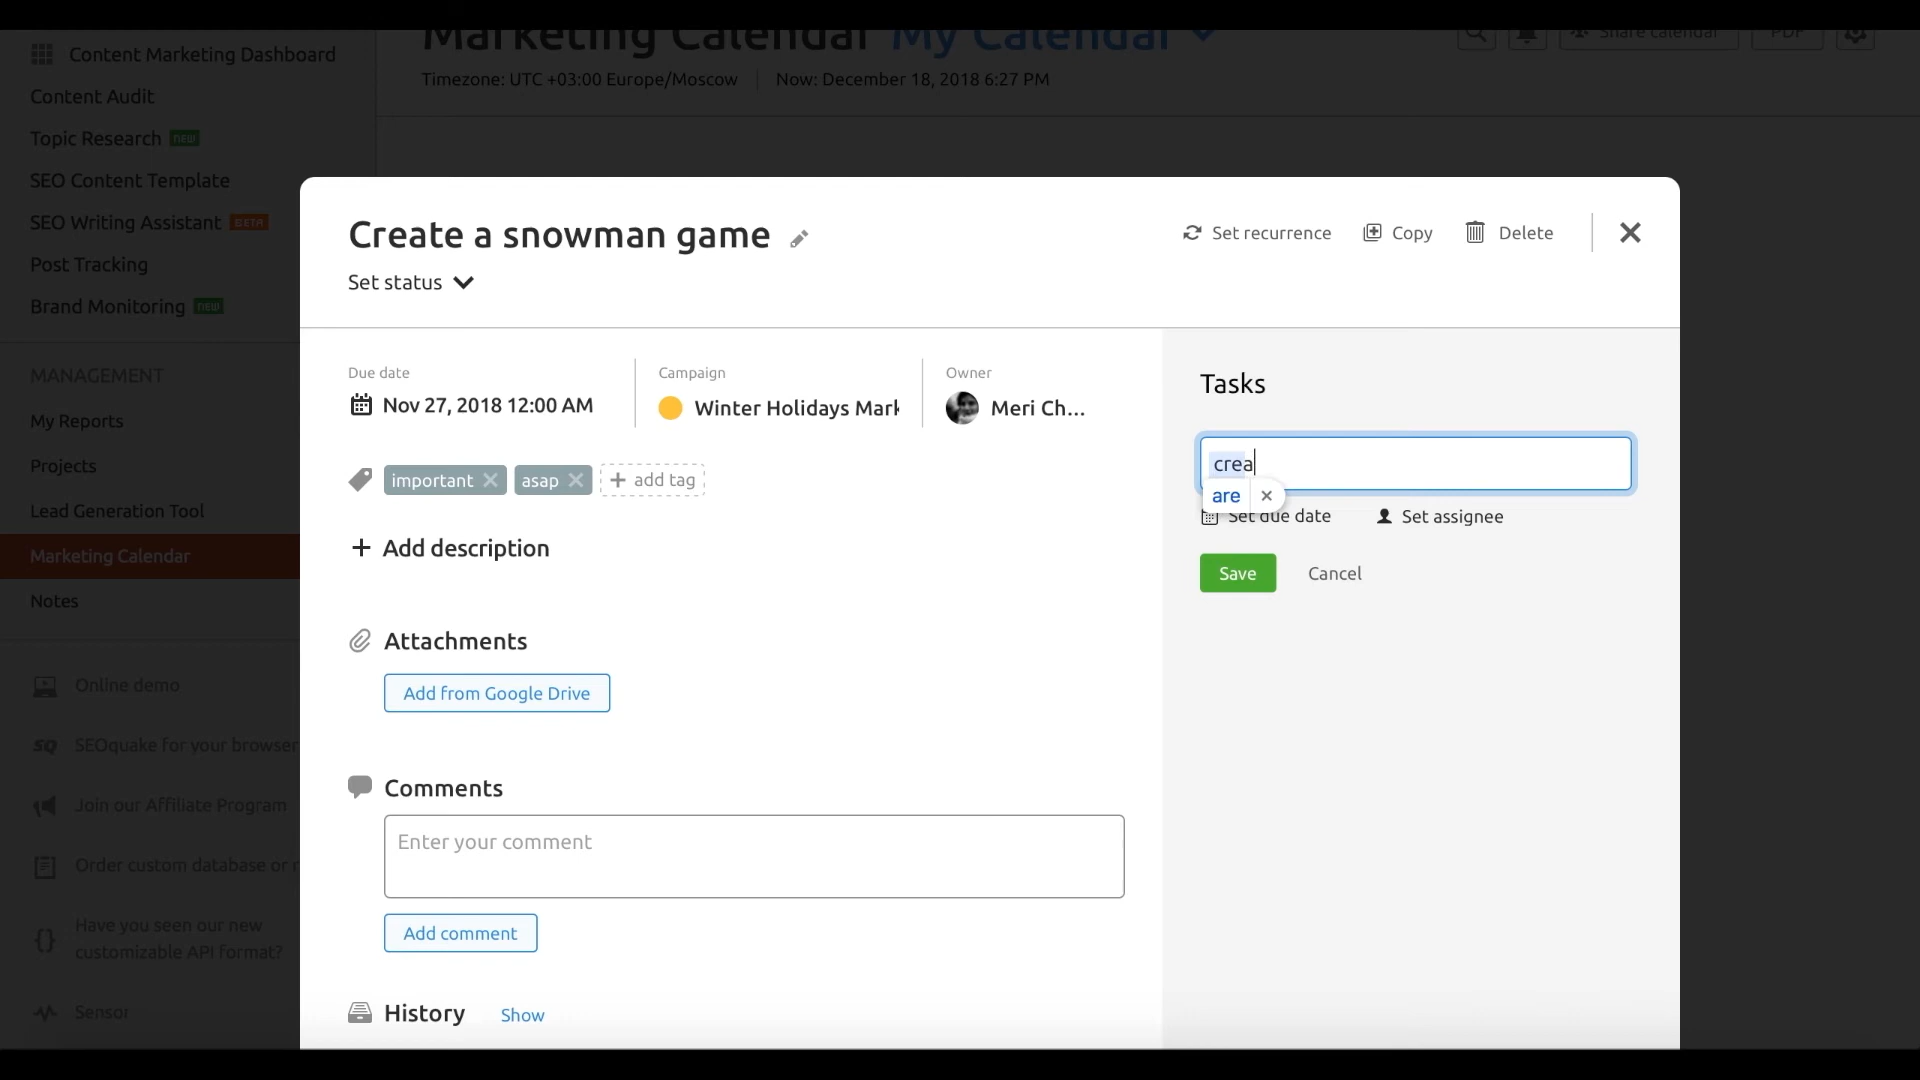 Marketing Calendar My Calendar
Share calendar
PDF
Timezone: UTC +03:00 Europe/Moscow
Now: December 18, 2018 6:27 PM
Content Marketing Dashboard
Content Audit
Topic Research NEW
SEO Content Template
SEO Writing Assistant BETA
Post Tracking
Brand Monitoring NEW
MANAGEMENT
My Reports
Projects
Lead Generation Tool
Marketing Calendar
Notes
Online demo
SQ SEOquake for your browser
Join our Affiliate Program
Order custom database or
Have you seen our new
customizable API format?
Sensor
Create a snowman game
Set status
Set recurrence
Copy
Delete
Due date
Nov 27, 2018 12:00 AM
Campaign
Winter Holidays Mark
Owner
Meri Ch...
important
asap
+ add tag
+ Add description
Attachments
Add from Google Drive
Comments
Enter your comment
Add comment
History Show
Tasks
crea
are
Set due date
Set assignee
Save
Cancel